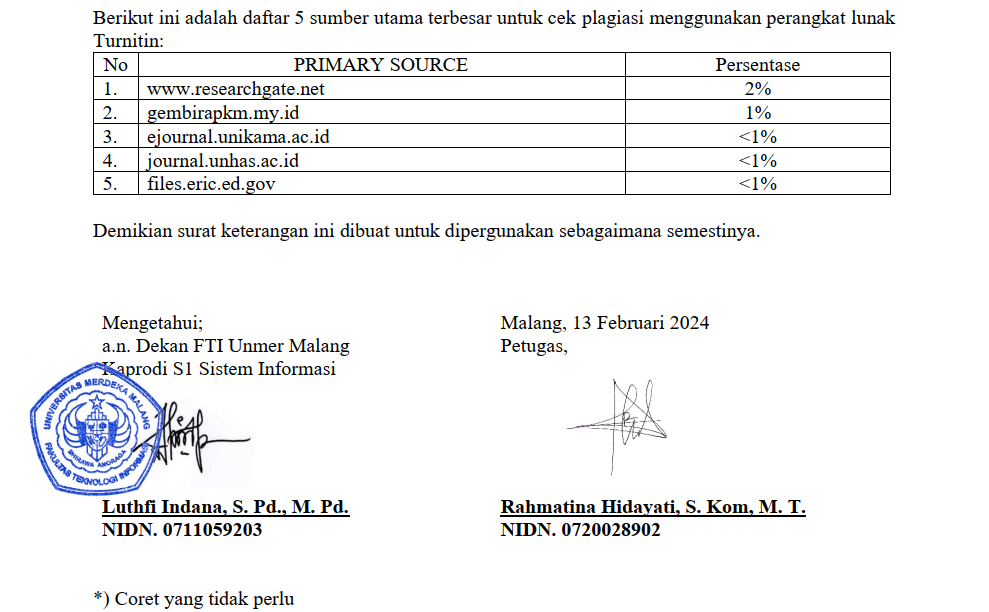 Berikut ini adalah daftar 5 sumber utama terbesar untuk cek plagiasi menggunakan perangkat lunak
Turnitin:
No PRIMARY SOURCE Persentase
1. www.researchgate.net 2%
2. gembirapkm.my.id 1%
3. ejournal.unikama.ac.id <1%
4. journal.unhas.ac.id <1%
5. files.eric.ed.gov <1%
Demikian surat keterangan ini dibuat untuk dipergunakan sebagaimana semestinya.
Mengetahui; Malang, 13 Februari 2024
a.n. Dekan FTI Unmer Malang Petugas,
Kaprodi S1 Sistem Informasi
UNIVERSITAS MERDEKA MALANG
FAKULTAS TEKNOLOGI INFORMASI
Luthfi Indana, S. Pd., M. Pd. Rahmatina Hidayati, S. Kom, M. T.
NIDN. 0711059203 NIDN. 0720028902
*) Coret yang tidak perlu